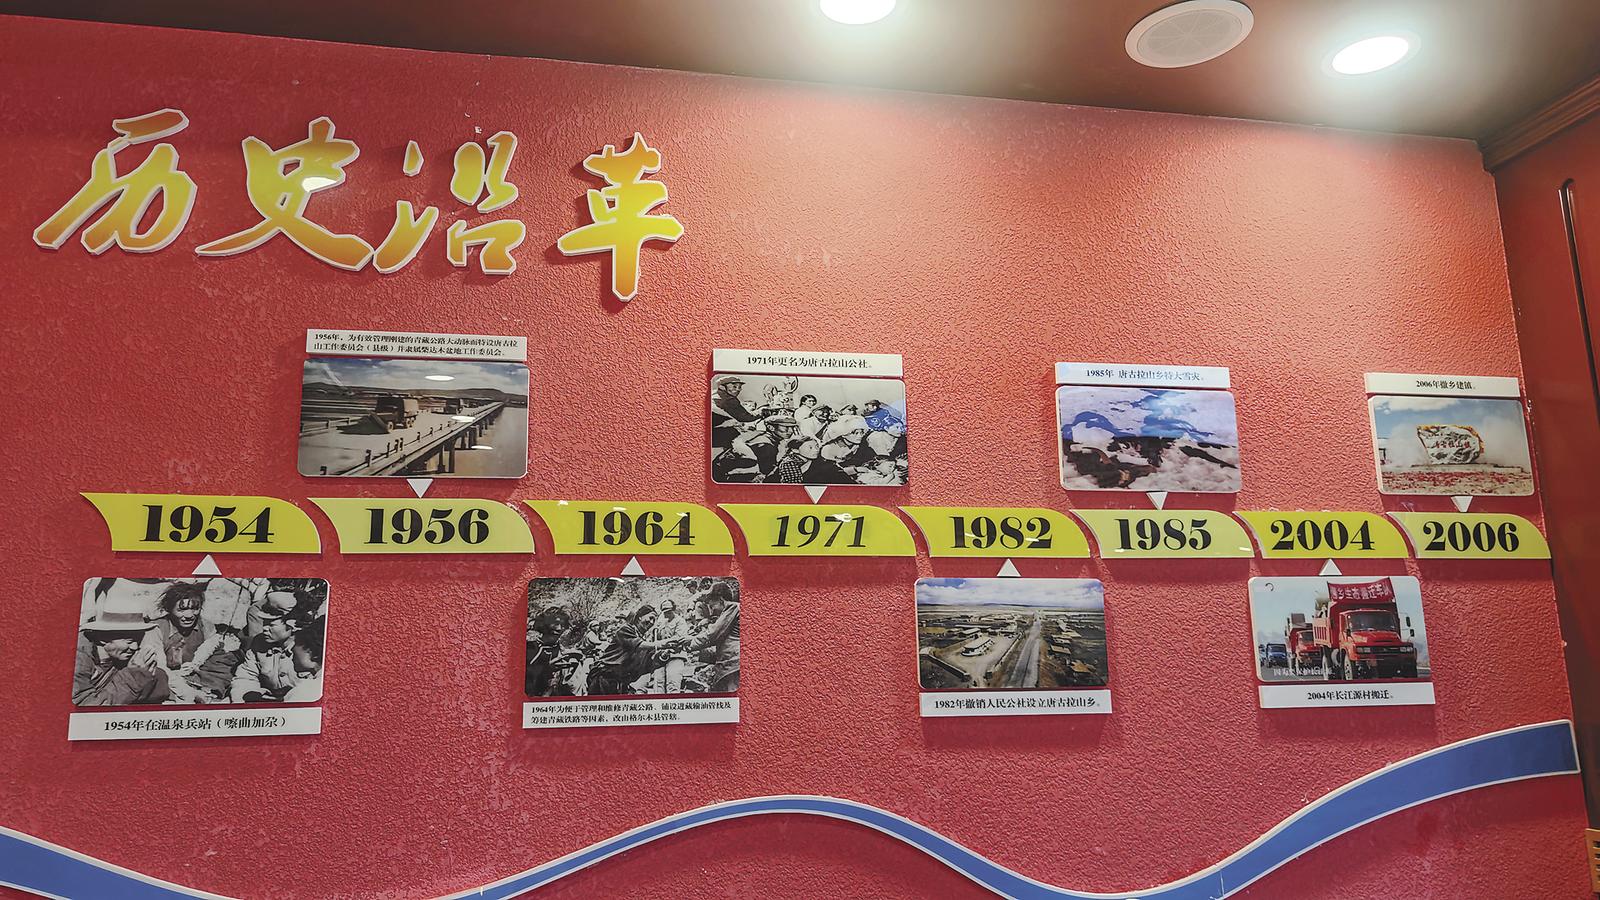 历史沿革
1956年，为有效管理刚建的青藏公路大动脉而特设唐古拉
山工作委员会（县级）并隶属柴达木盆地工作委员会。
1971年更名为唐古拉山公社。
1985年 唐古拉山乡特大雪灾。
2006年撤乡建镇。
唐古拉山镇
1954
1956
1964
1971
1982
1985
2004
2006
1954年在温泉兵站（嚓曲加尕）
1964年为便于管理和维修青藏公路、铺设进藏输油管线及
筹建青藏铁路等因素，改由格尔木县管辖。
1982年撤销人民公社设立唐古拉山乡。
2004年长江源村搬迁。